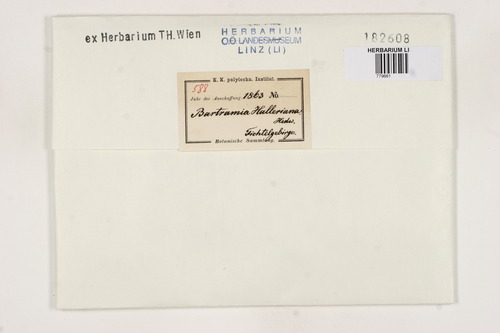 ex Herbarium TH. Wien
HERBARIUM
O.Ö. LANDESMUSEUM
LINZ (LI)
182608
HERBARIUM LI
779661
K. K. polytechn. Institut.
588
Jahr der Anschaffung 1863 No
Bartramia Halleriana
Hedw.
Fichtelgebirge.
Botanische Sammlung.